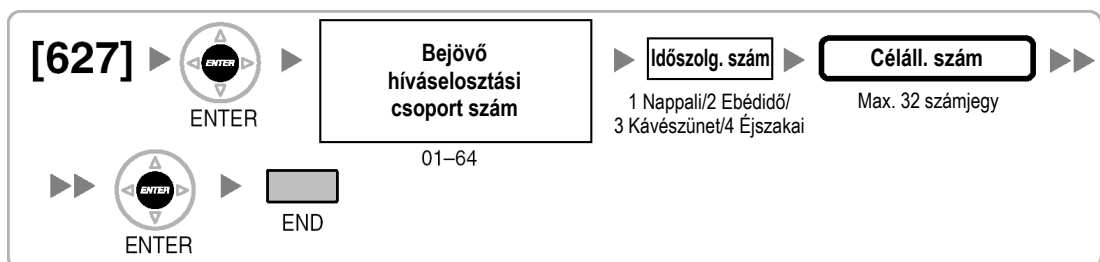 [627]
ENTER
ENTER
Bejövő
híváselosztási
csoport szám
01–64
Időszolg. szám
1 Nappali/2 Ebédidő/
3 Kávészünet/4 Éjszakai
Céláll. szám
Max. 32 számjegy
ENTER
ENTER
END